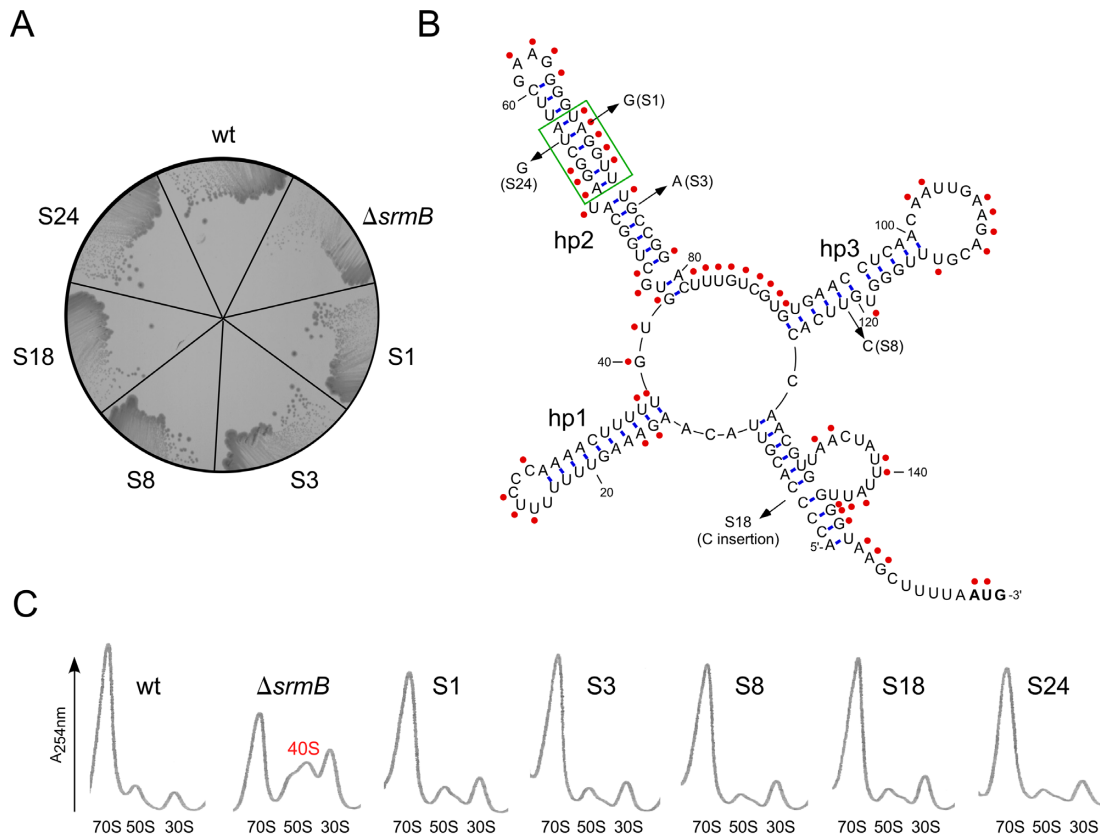 A
wt
S24
ΔsrmB
S18
S1
S8
S3
B
60
G (S1)
G
(S24)
A (S3)
hp2
80
hp3
100
120
C (S8)
40
hp1
20
140
S18
(C insertion)
5'-
AUG -3'
C
A254nm
wt
ΔsrmB
S1
S3
S8
S18
S24
40S
70S 50S 30S
70S 50S 30S
70S 50S 30S
70S 50S 30S
70S 50S 30S
70S 50S 30S
70S 50S 30S